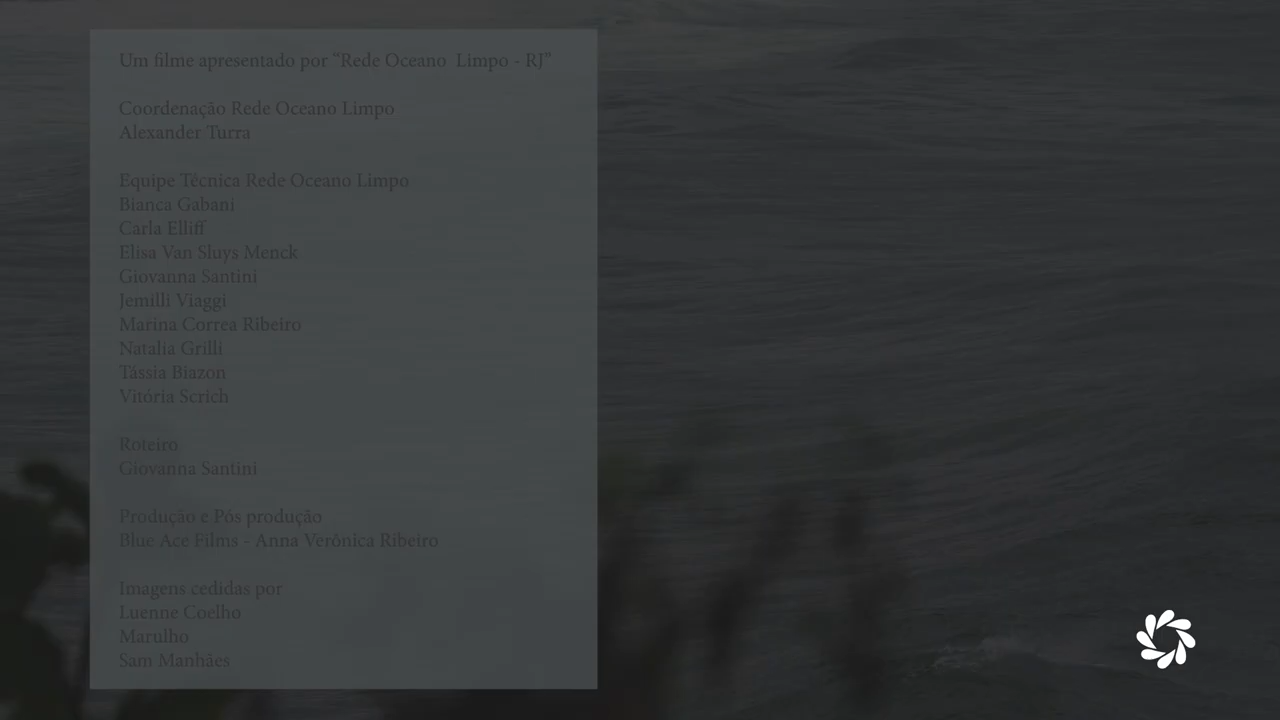 Um filme apresentado por “Rede Oceano Limpo - RJ”
Coordenação Rede Oceano Limpo
Alexander Turra
Equipe Técnica Rede Oceano Limpo
Bianca Gabani
Carla Elliff
Elisa Van Sluys Menck
Giovanna Santini
Jemilli Viaggi
Marina Correa Ribeiro
Natalia Grilli
Tássia Biazon
Vitória Scrich
Roteiro
Giovanna Santini
Produção e Pós produção
Blue Ace Films - Anna Verônica Ribeiro
Imagens cedidas por
Luenne Coelho
Marulho
Sam Manhães